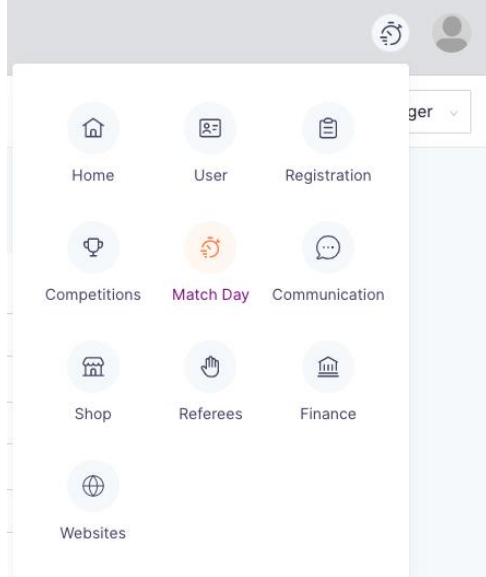 ger
Home User Registration
Competitions Match Day Communication
Shop Referees Finance
Websites